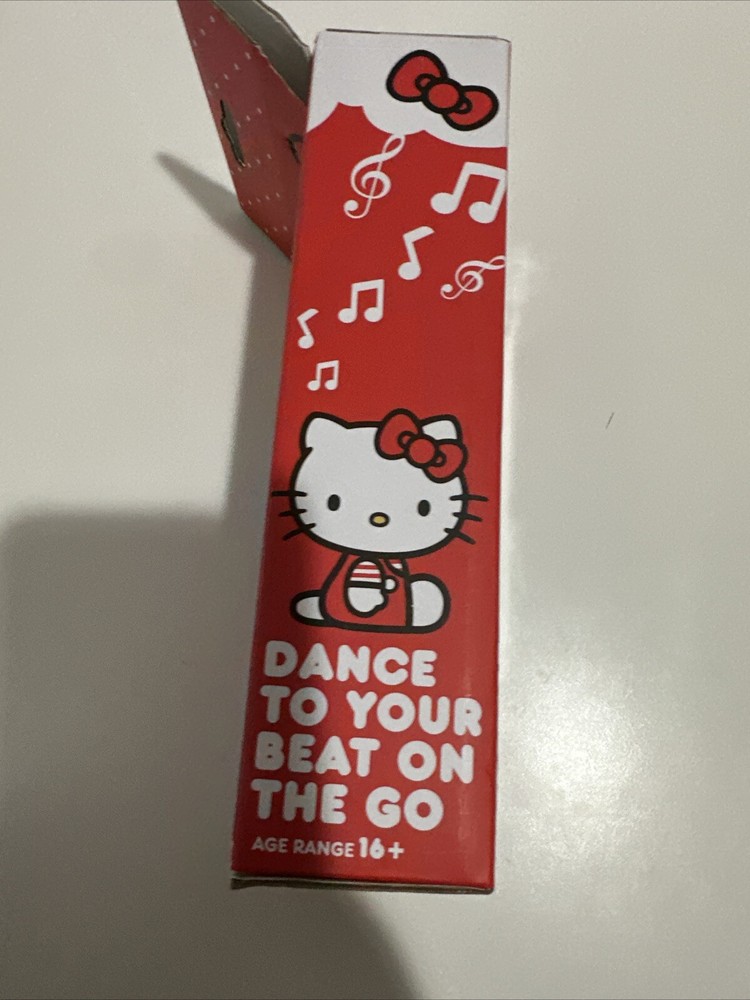 DANCE
TO YOUR
BEAT ON
THE GO
AGE RANGE 16+